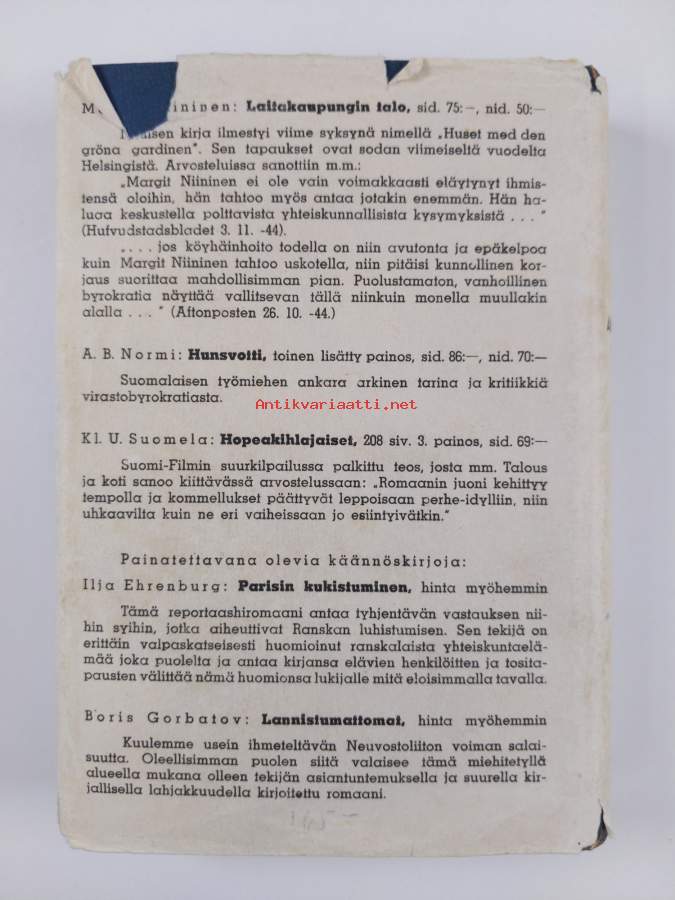 M ininen: Laitakaupungin talo, sid. 75:—, nid. 50:—
kirja ilmestyi viime syksynä nimellä „Huset med den
gröna gardinen". Sen tapaukset ovat sodan viimeiseltä vuodelta
Helsingistä. Arvosteluissa sanottiin m.m.:
„Margit Niininen ei ole vain voimakkaasti eläytynyt ihmis-
tensä oloihin, hän tahtoo myös antaa jotakin enemmän. Hän ha-
luaa keskustella polttavista yhteiskunnallisista kysymyksistä . . . "
(Hufvudstadsbladet 3. 11. -44).
„. . . jos köyhäinhoito todella on niin avutonta ja epäkelpoa
kuin Margit Niininen tahtoo uskotella, niin pitäisi kunnollinen kor-
jaus suorittaa mahdollisimman pian. Puolustamaton, vanhoillinen
byrokratia näyttää vallitsevan tällä niinkuin monella muullakin
alalla . . . " (Aftonposten 26. 10. -44.)
A. B. Normi: Hunsvotti, toinen lisätty painos, sid. 86:—, nid. 70:—
Suomalaisen työmiehen ankara arkinen tarina ja kritiikkiä
virastobyrokratiasta.
Antikvariaatti.net
Kl. U. Suomela: Hopeakihlajaiset, 208 siv. 3. painos, sid. 69:—
Suomi-Filmin suurkilpailussa palkittu teos, josta mm. Talous
ja koti sanoo kiittävässä arvostelussaan: „Romaanin juoni kehittyy
tempolla ja kommellukset päättyvät leppoisaan perhe-idylliin, niin
uhkaavilta kuin ne eri vaiheissaan jo esiintyivätkin."
Painatettavana olevia käännöskirjoja:
Ilja Ehrenburg: Parisin kukistuminen, hinta myöhemmin
Tämä reportaashiromaani antaa tyhjentävän vastauksen nii-
hin syihin, jotka aiheuttivat Ranskan luhistumisen. Sen tekijä on
erittäin valpaskatseisesti huomioinut ranskalaista yhteiskuntaelä-
mää joka puolelta ja antaa kirjansa elävien henkilöitten ja tosita-
pausten välittää nämä huomionsa lukijalle mitä eloisimmalla tavalla.
Boris Gorbatov: Lannistumattomat, hinta myöhemmin
Kuulemme usein ihmeteltävän Neuvostoliiton voiman salai-
suutta. Oleellisimman puolen siitä valaisee tämä miehitetyllä
alueella mukana olleen tekijän asiantuntemuksella ja suurella kir-
jallisella lahjakkuudella kirjoitettu romaani.